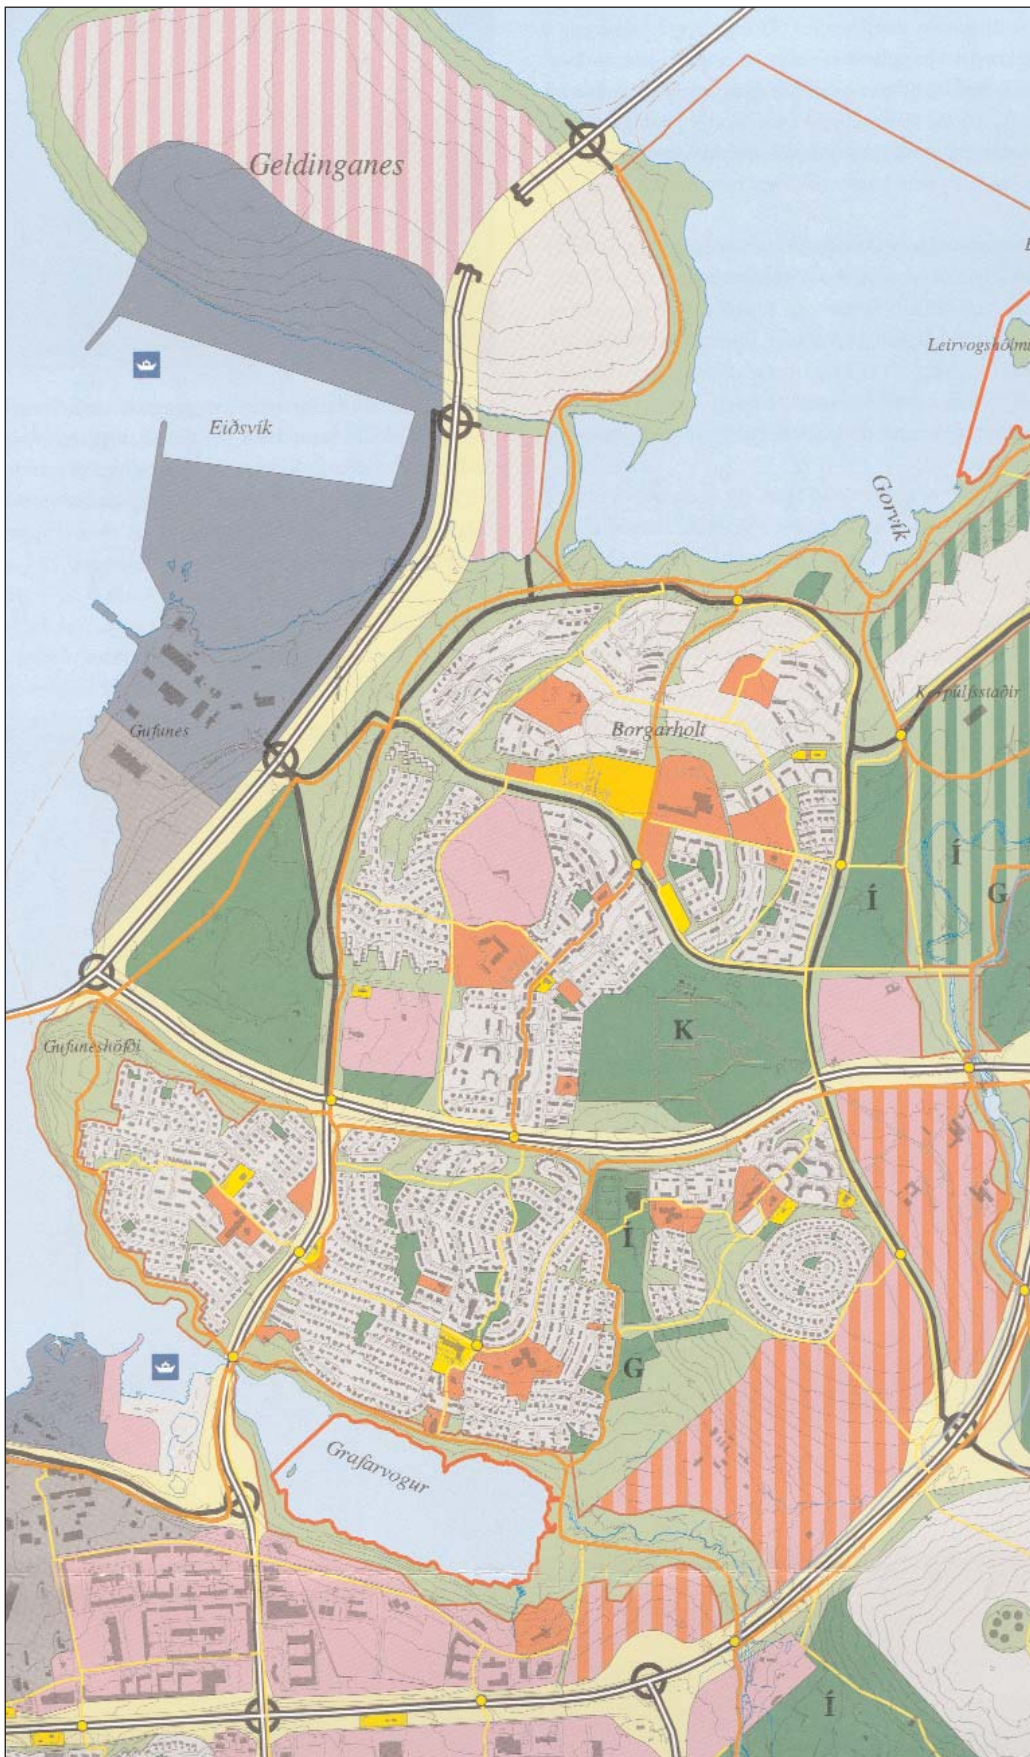 Geldinganes
Leirvogshólmi
Eiðsvík
Gorvík
Korpúlfsstaðir
Gufunes
Borgarholt
Í
Í
G
K
Gufuneshöfði
Í
G
Grafarvogur
Í